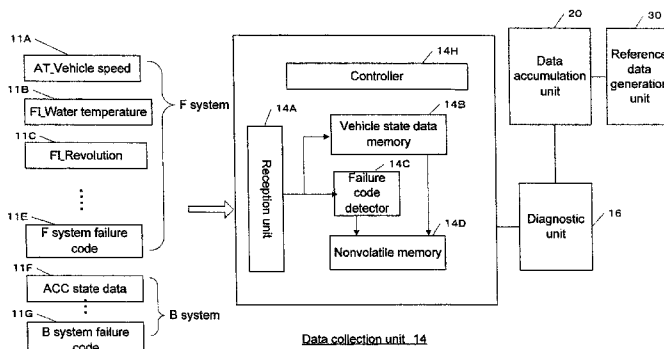 11A
AT_Vehicle speed
11B
FI_Water temperature
11C
FI_Revolution
11E
F system failure
code
11F
ACC state data
11G
B system failure
code
F system
B system
14H
Controller
14A
Reception unit
14B
Vehicle state data
memory
14C
Failure
code
detector
14D
Nonvolatile memory
Data collection unit 14
20
Data
accumulation
unit
30
Reference
data
generation
unit
Diagnostic
unit
16